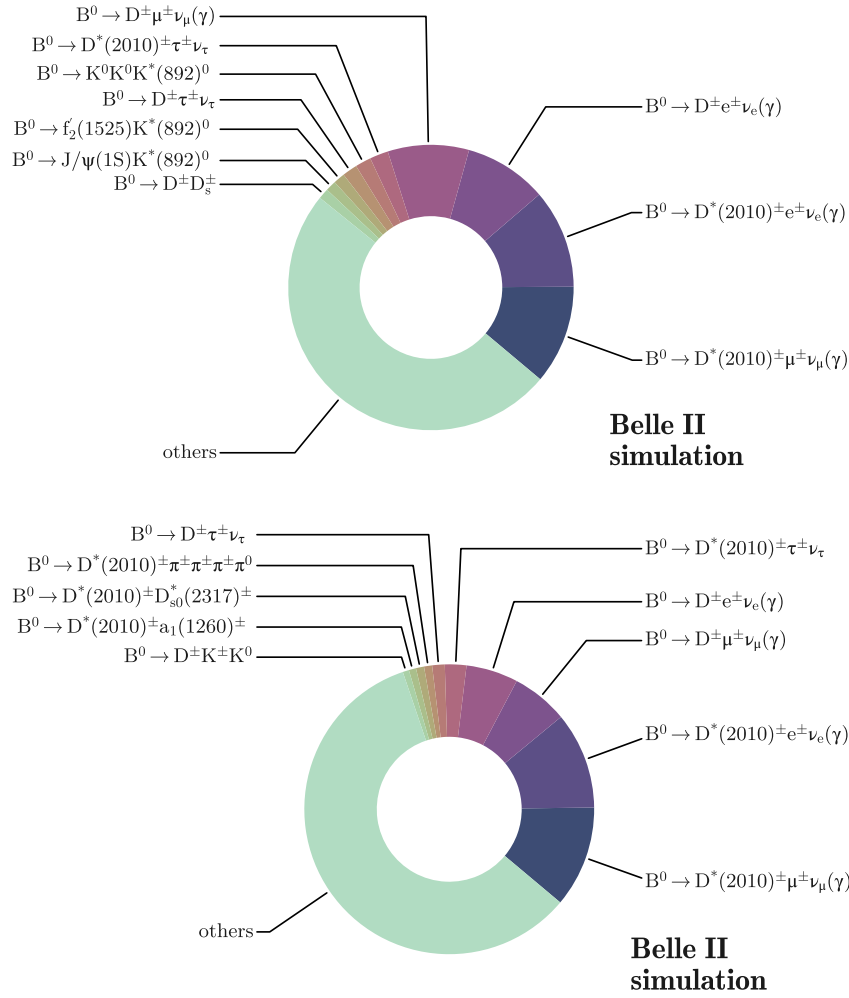 B⁰ → D±μ±ν_μ(γ)
B⁰ → D*(2010)±τ±ν_τ
B⁰ → K⁰K⁰K*(892)⁰
B⁰ → D±τ±ν_τ
B⁰ → f′₂(1525)K*(892)⁰
B⁰ → J/ψ(1S)K*(892)⁰
B⁰ → D±D_s±
B⁰ → D±e±ν_e(γ)
B⁰ → D*(2010)±e±ν_e(γ)
B⁰ → D*(2010)±μ±ν_μ(γ)
others
Belle II
simulation
B⁰ → D±τ±ν_τ
B⁰ → D*(2010)±π±π±π±π⁰
B⁰ → D*(2010)±D*_s0(2317)±
B⁰ → D*(2010)±a₁(1260)±
B⁰ → D±K±K⁰
B⁰ → D*(2010)±τ±ν_τ
B⁰ → D±e±ν_e(γ)
B⁰ → D±μ±ν_μ(γ)
B⁰ → D*(2010)±e±ν_e(γ)
B⁰ → D*(2010)±μ±ν_μ(γ)
others
Belle II
simulation